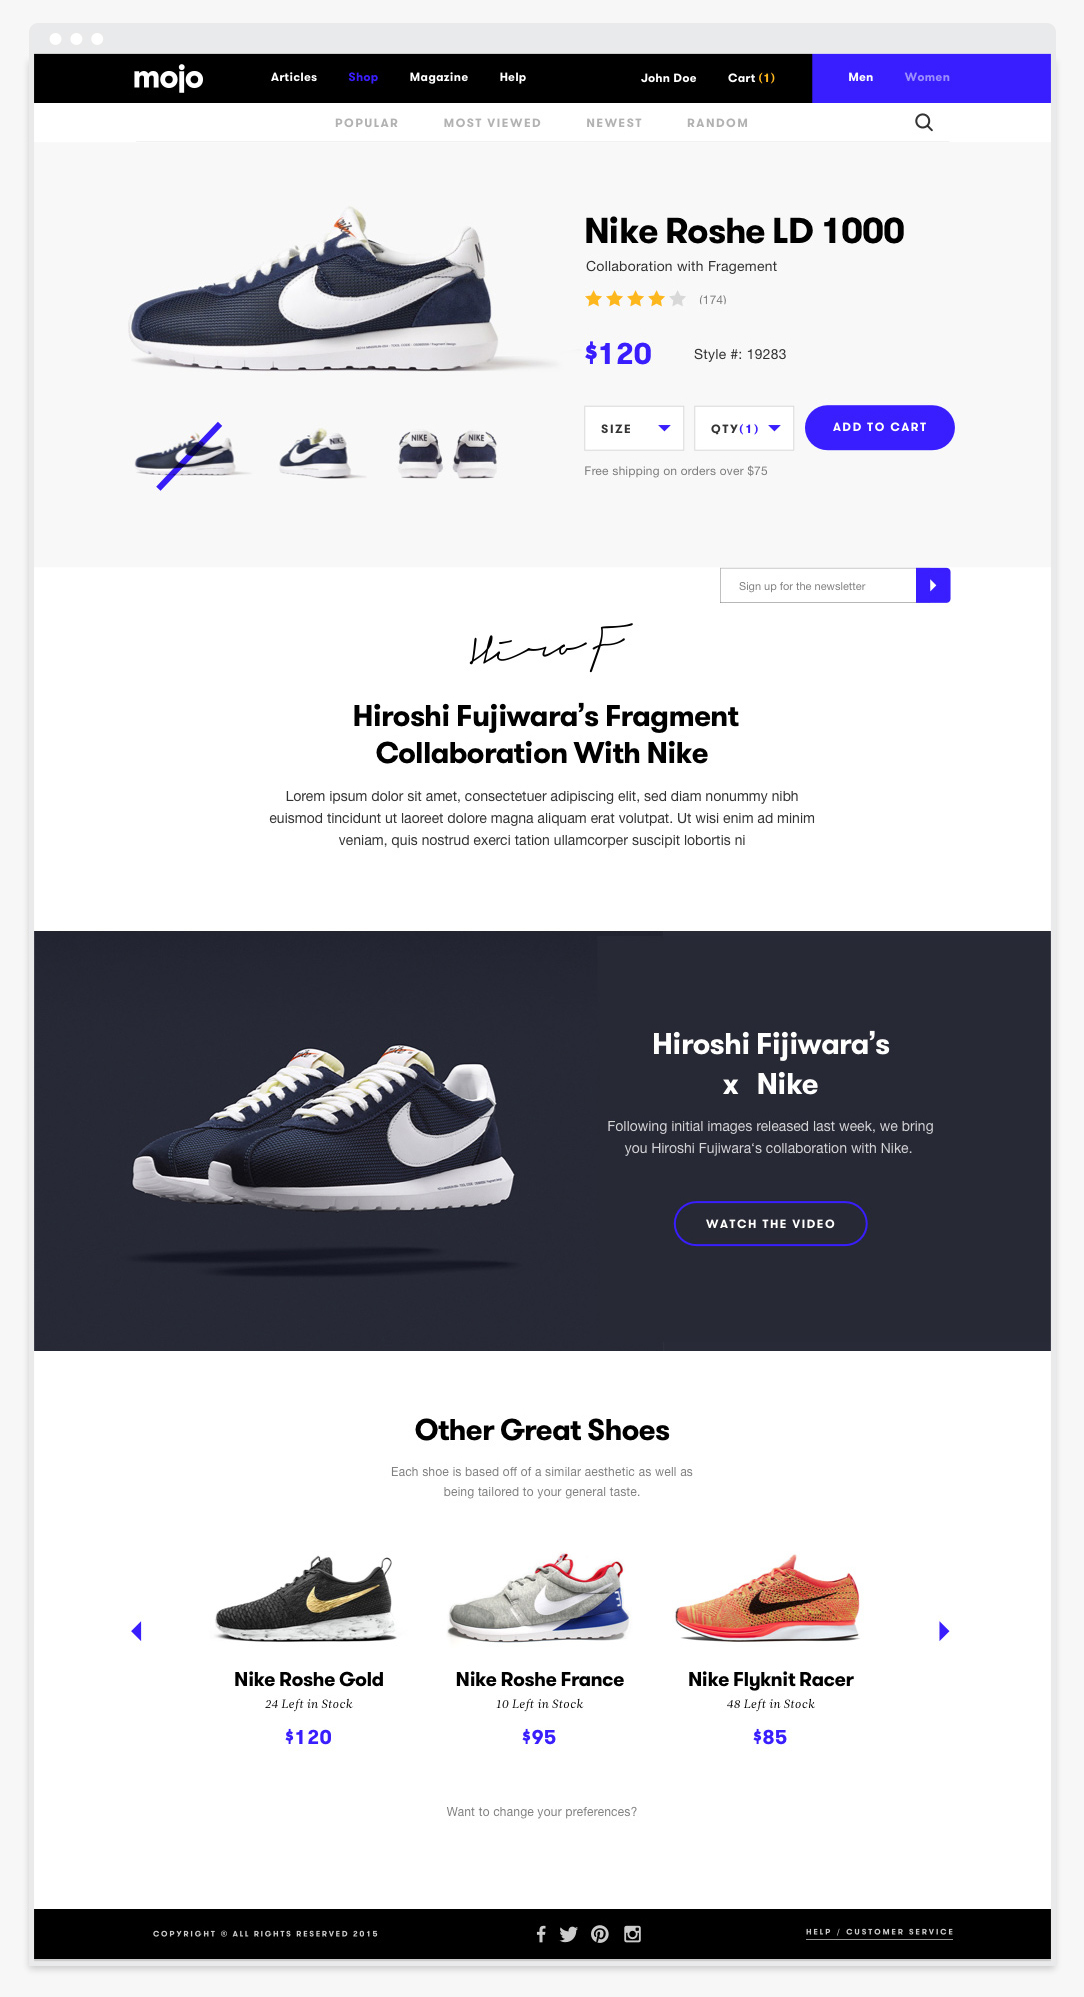 mojo
Articles Shop Magazine Help John Doe Cart (1) Men Women
POPULAR MOST VIEWED NEWEST RANDOM
Nike Roshe LD 1000
Collaboration with Fragement
(174)
$120 Style #: 19283
SIZE QTY(1) ADD TO CART
Free shipping on orders over $75
NIKE NIKE NIKE
Sign up for the newsletter
Hiro F
Hiroshi Fujiwara’s Fragment
Collaboration With Nike
Lorem ipsum dolor sit amet, consectetuer adipiscing elit, sed diam nonummy nibh
euismod tincidunt ut laoreet dolore magna aliquam erat volutpat. Ut wisi enim ad minim
veniam, quis nostrud exerci tation ullamcorper suscipit lobortis ni
Hiroshi Fijiwara’s
x Nike
Following initial images released last week, we bring
you Hiroshi Fujiwara‘s collaboration with Nike.
WATCH THE VIDEO
Other Great Shoes
Each shoe is based off of a similar aesthetic as well as
being tailored to your general taste.
Nike Roshe Gold Nike Roshe France Nike Flyknit Racer
24 Left in Stock 10 Left in Stock 48 Left in Stock
$120 $95 $85
Want to change your preferences?
COPYRIGHT © ALL RIGHTS RESERVED 2015 HELP / CUSTOMER SERVICE